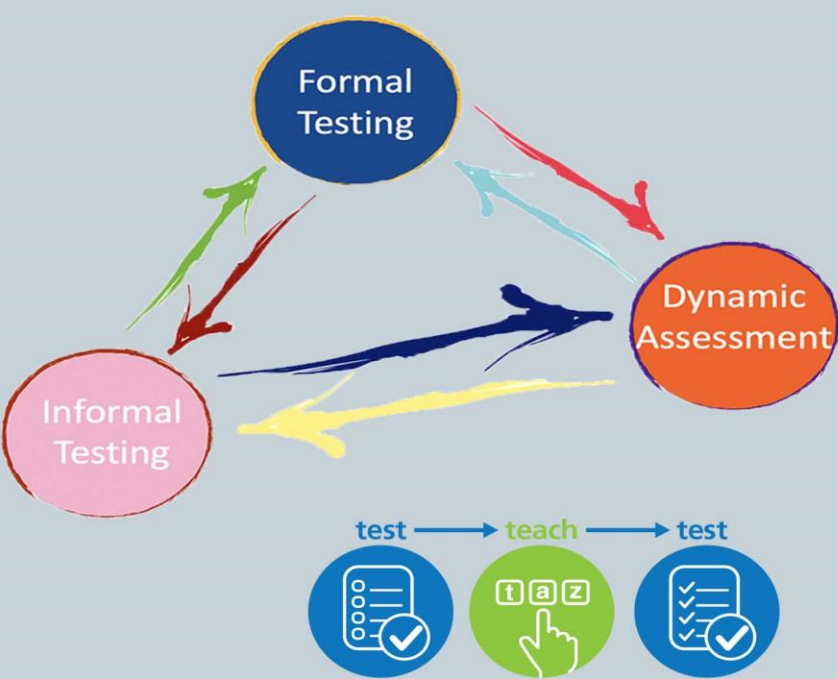 Formal
Testing
Dynamic
Assessment
Informal
Testing
test teach test
t a z